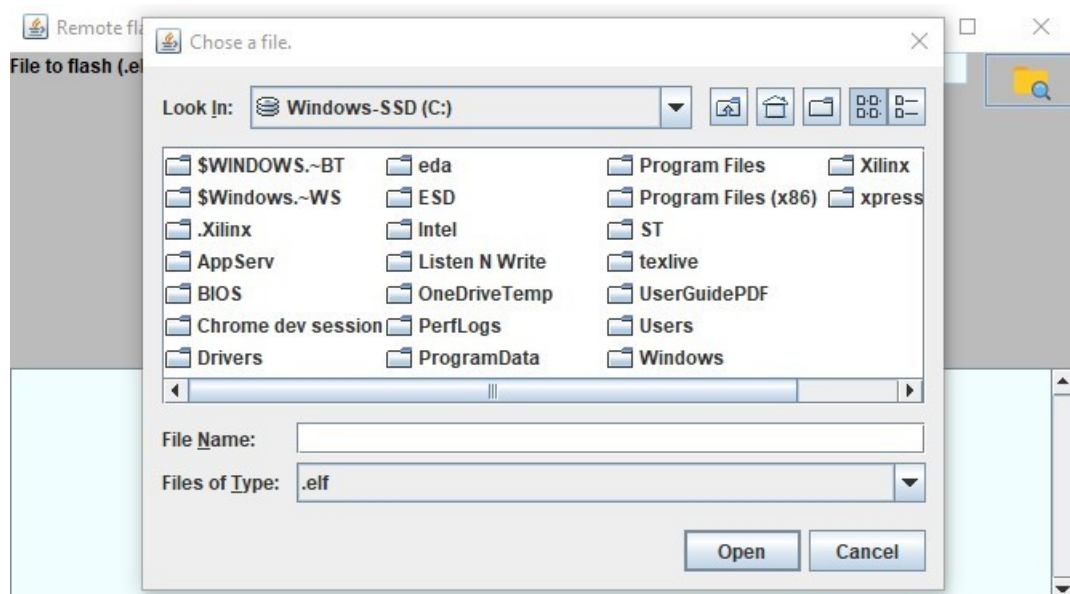 Remote fla
Chose a file.
File to flash (.el
Look In: Windows-SSD (C:)
$WINDOWS.~BT eda Program Files Xilinx
$Windows.~WS ESD Program Files (x86) xpress
.Xilinx Intel ST
AppServ Listen N Write texlive
BIOS OneDriveTemp UserGuidePDF
Chrome dev session PerfLogs Users
Drivers ProgramData Windows
File Name:
Files of Type: .elf
Open Cancel